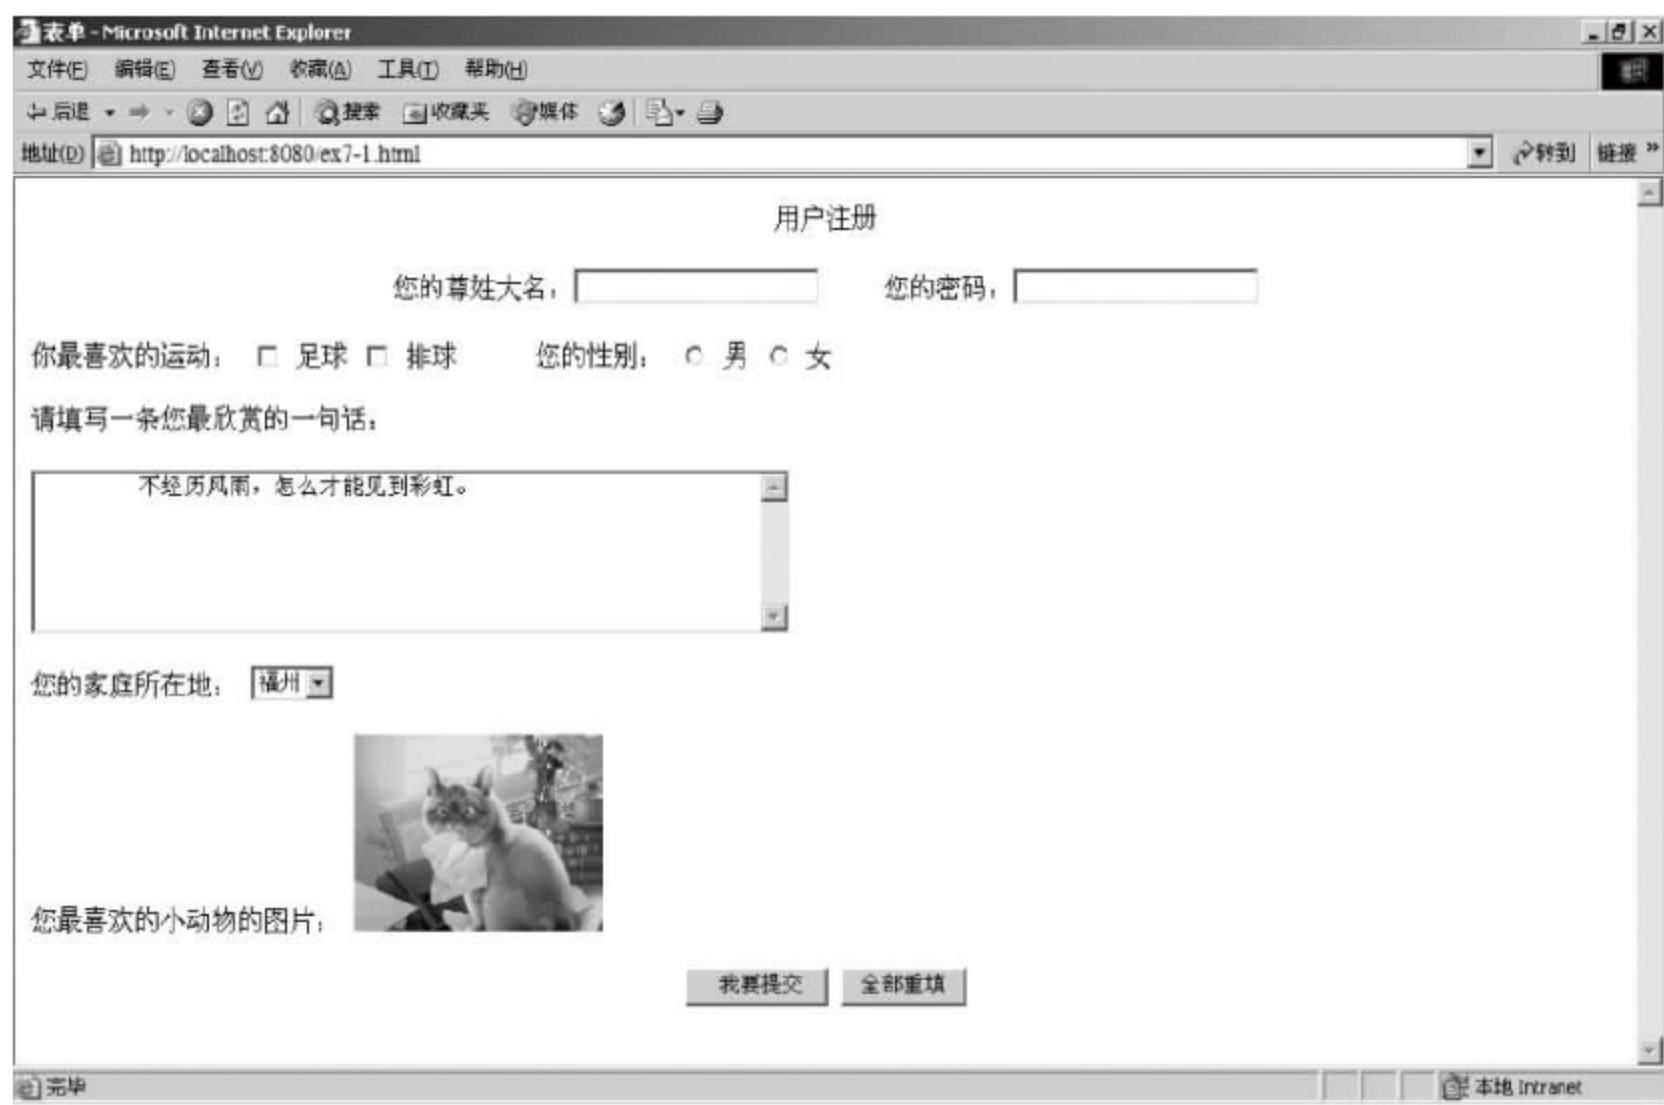 表单 - Microsoft Internet Explorer
文件(F) 编辑(E) 查看(V) 收藏(A) 工具(T) 帮助(H)
后退 搜索 收藏夹 媒体
地址(D) http://localhost:8080/ex7-1.html 转到 链接 »
用户注册
您的尊姓大名: 您的密码:
你最喜欢的运动: 足球 排球 您的性别: 男 女
请填写一条您最欣赏的一句话:
不经历风雨，怎么才能见到彩虹。
您的家庭所在地: 福州
您最喜欢的小动物的图片:
我要提交 全部重填
完毕 本地 Intranet